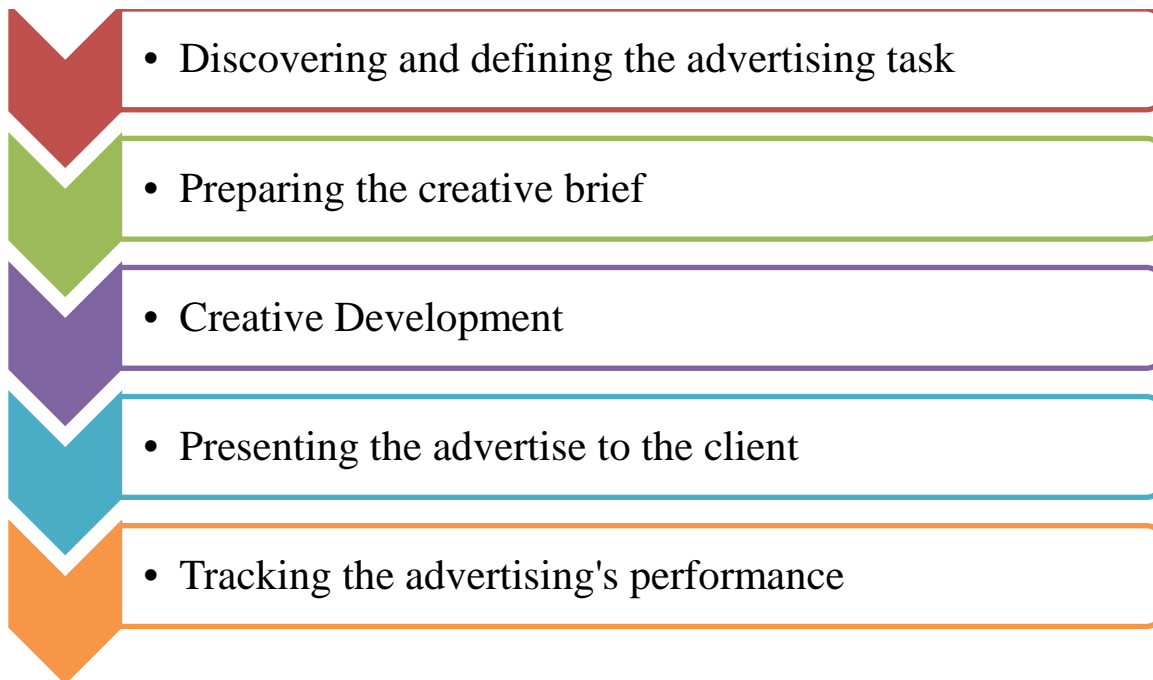 • Discovering and defining the advertising task
• Preparing the creative brief
• Creative Development
• Presenting the advertise to the client
• Tracking the advertising's performance